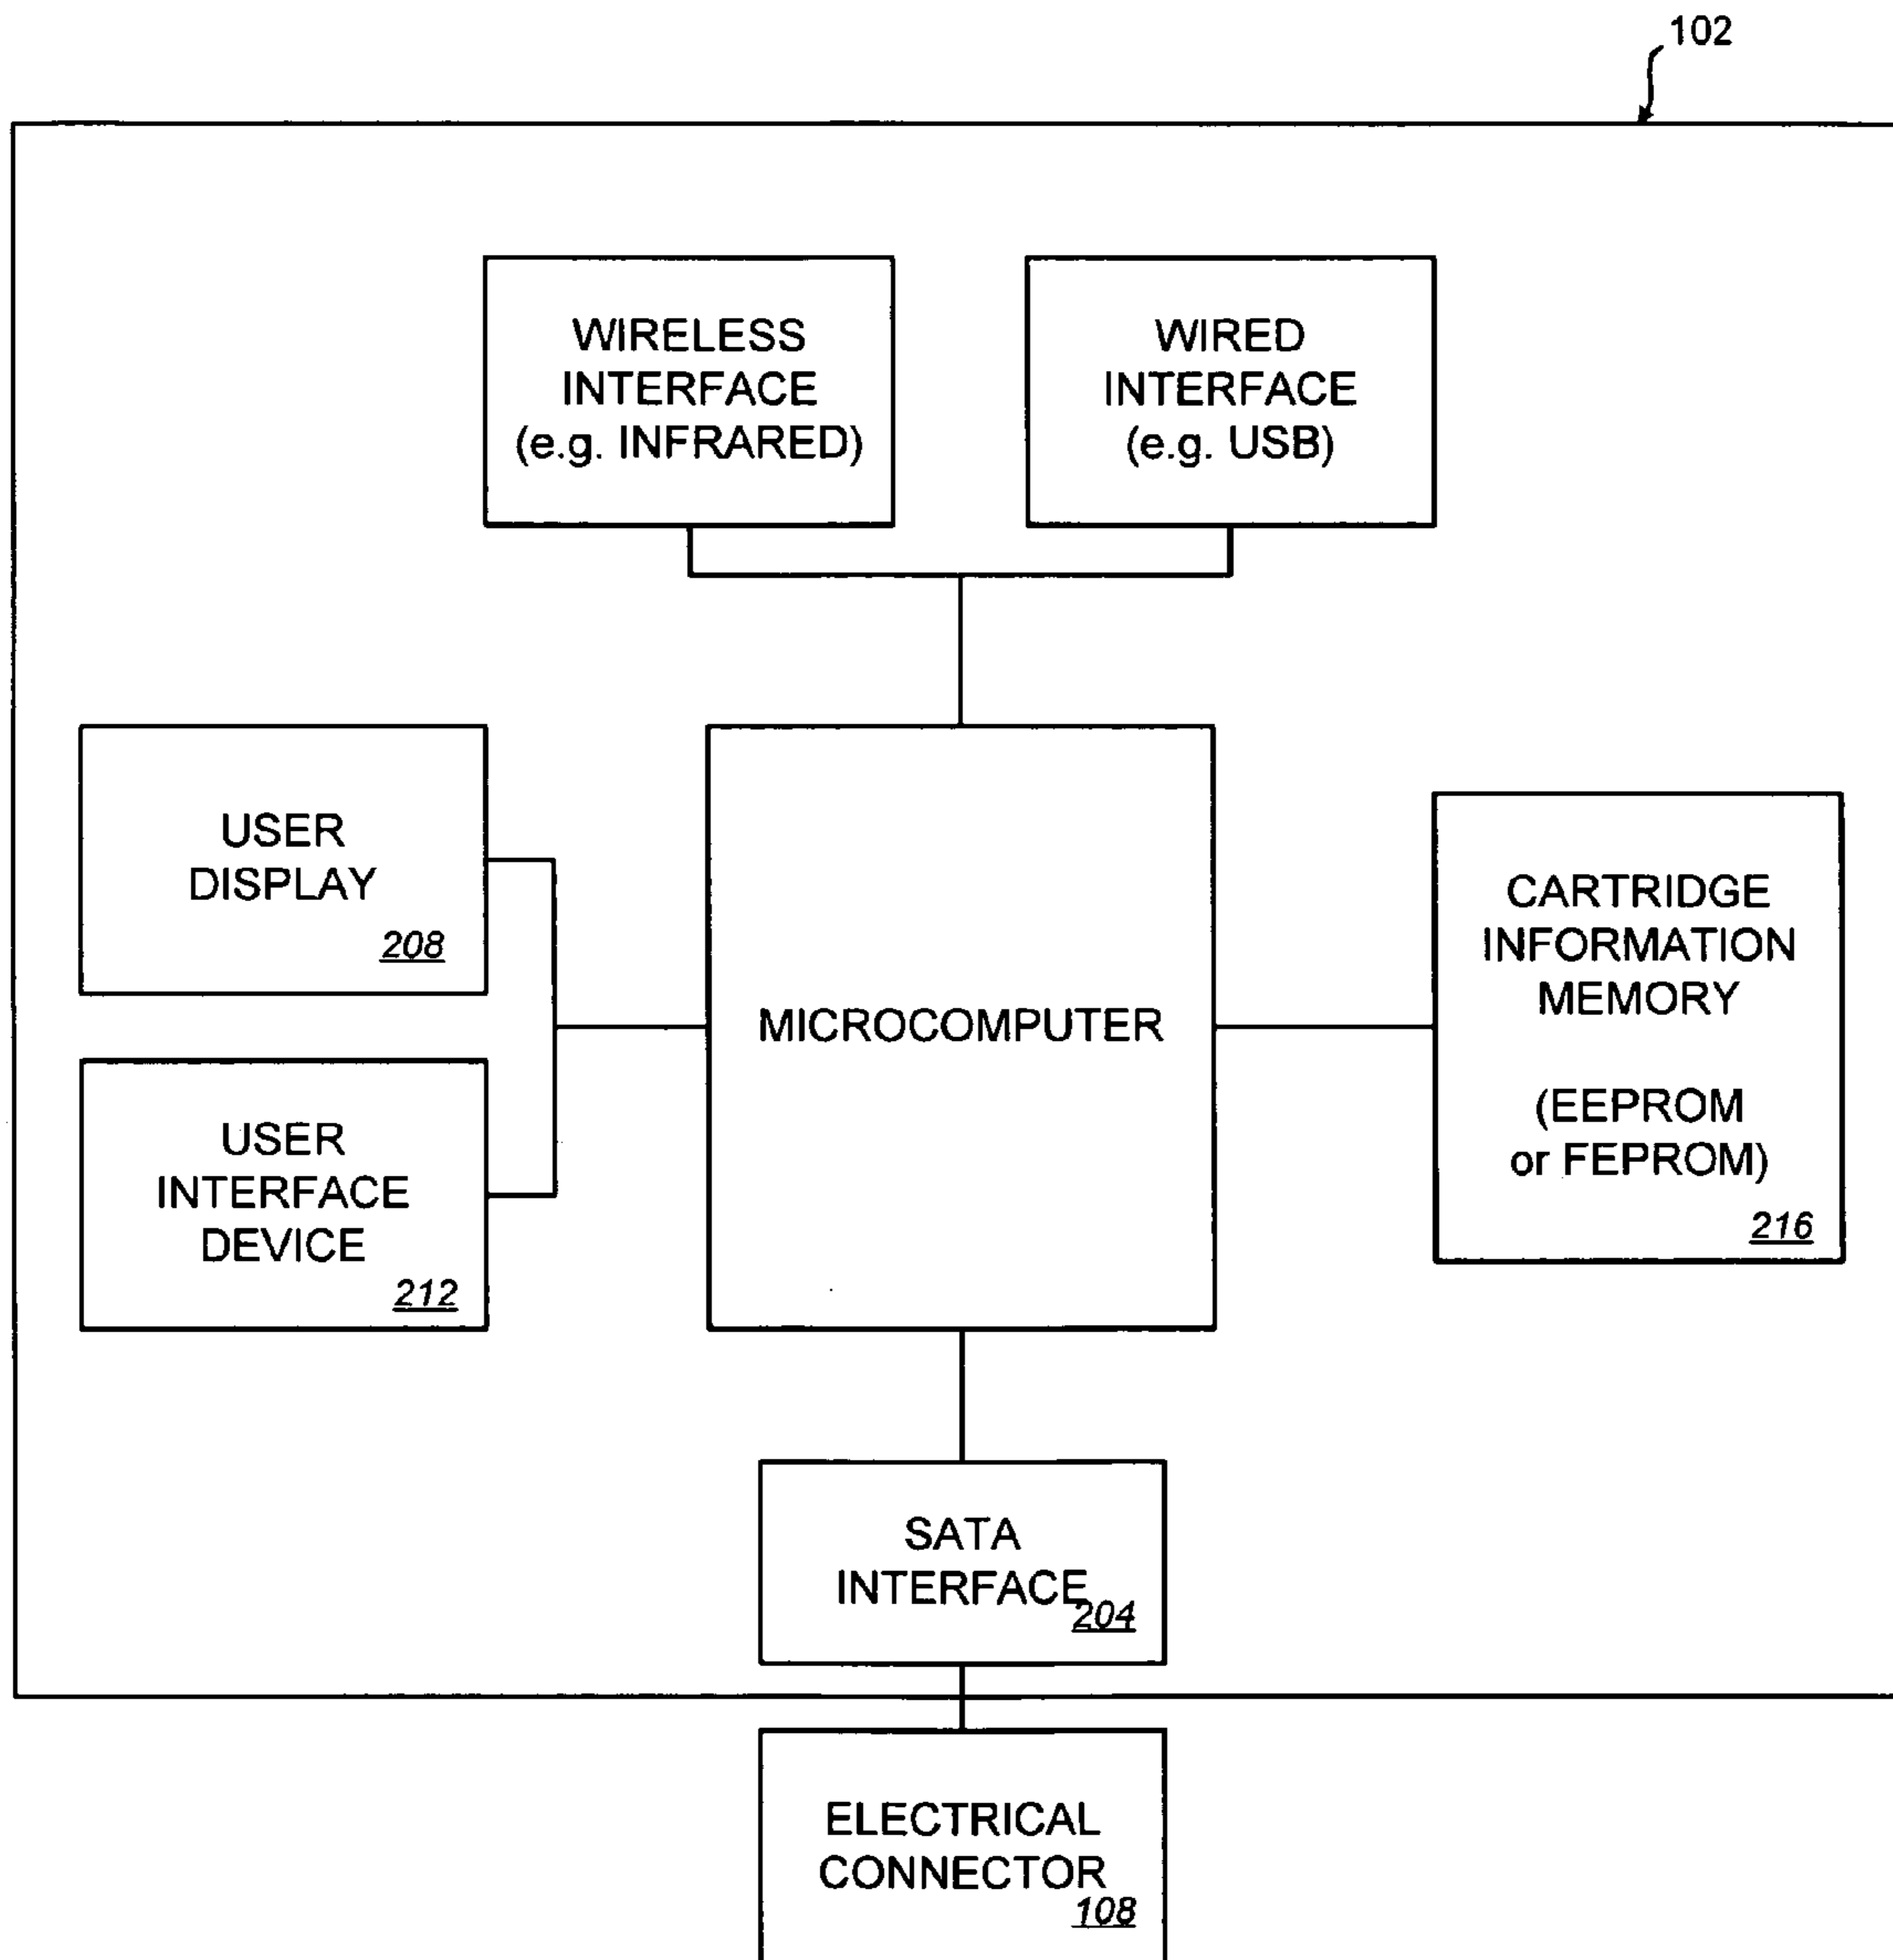 102
WIRELESS
INTERFACE
(e.g. INFRARED)
WIRED
INTERFACE
(e.g. USB)
USER
DISPLAY
208
USER
INTERFACE
DEVICE
212
MICROCOMPUTER
CARTRIDGE
INFORMATION
MEMORY
(EEPROM
or FEPROM)
216
SATA
INTERFACE
204
ELECTRICAL
CONNECTOR
108